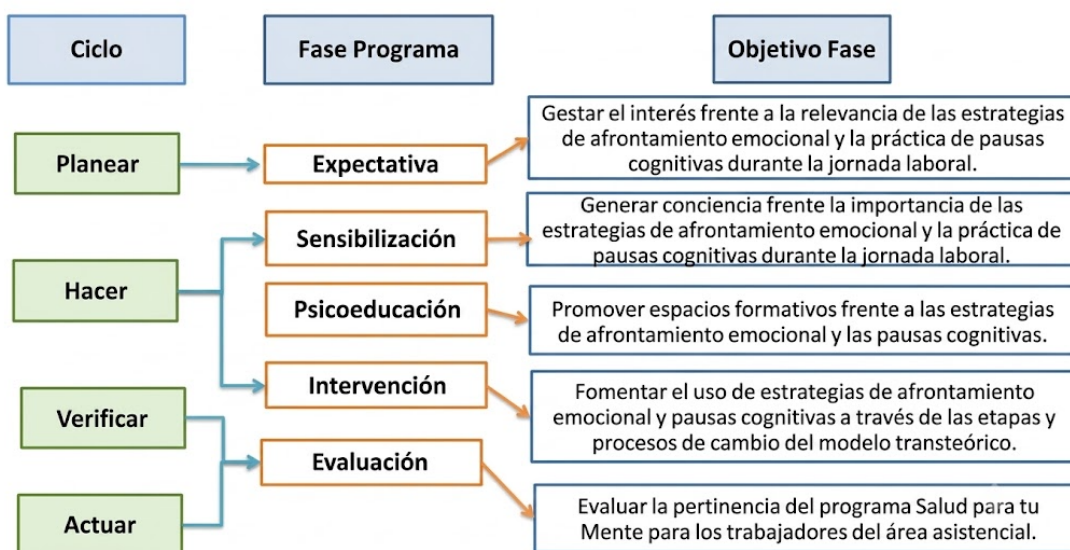 Ciclo
Fase Programa
Objetivo Fase
Planear
Expectativa
Gestar el interés frente a la relevancia de las estrategias
de afrontamiento emocional y la práctica de pausas
cognitivas durante la jornada laboral.
Hacer
Sensibilización
Generar conciencia frente la importancia de las
estrategias de afrontamiento emocional y la práctica de
pausas cognitivas durante la jornada laboral.
Psicoeducación
Promover espacios formativos frente a las estrategias
de afrontamiento emocional y las pausas cognitivas.
Intervención
Fomentar el uso de estrategias de afrontamiento
emocional y pausas cognitivas a través de las etapas y
procesos de cambio del modelo transteórico.
Verificar
Evaluación
Actuar
Evaluar la pertinencia del programa Salud para tu
Mente para los trabajadores del área asistencial.